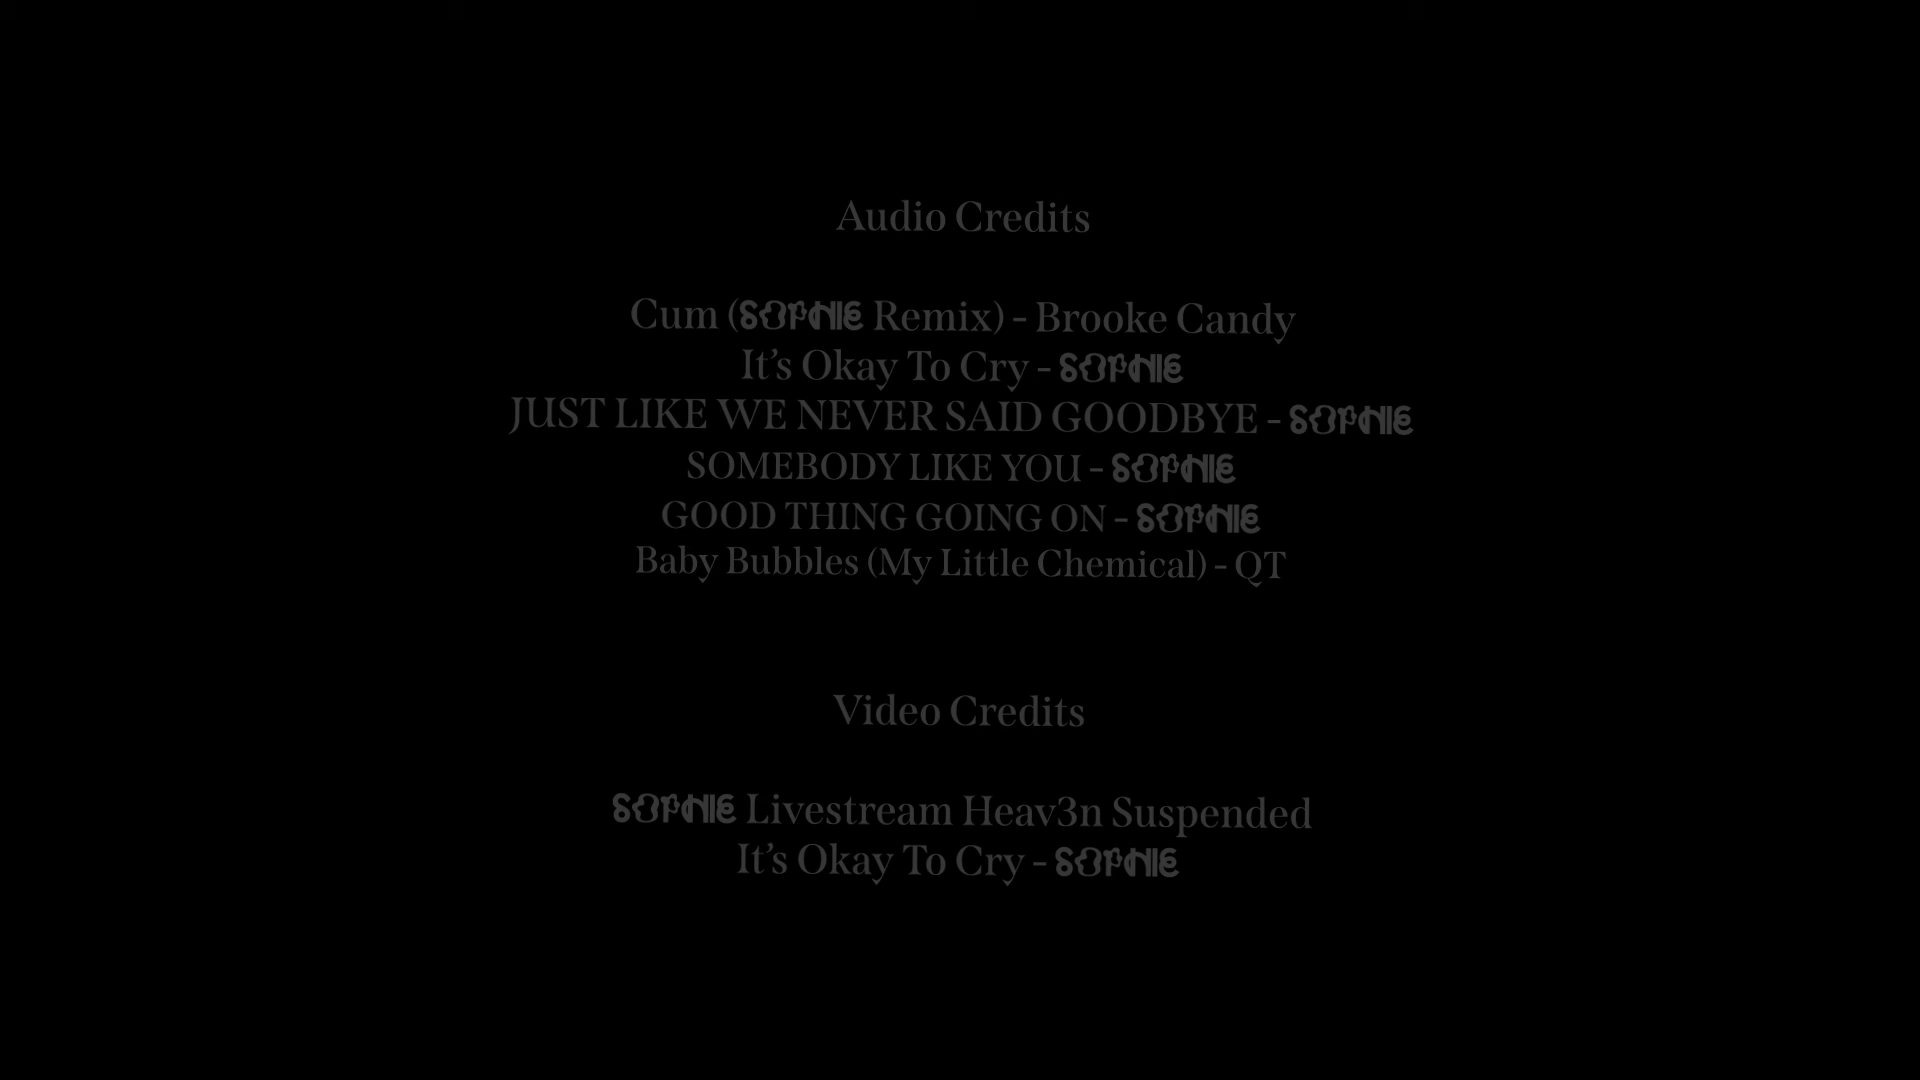 Audio Credits
Cum (SOPHIE Remix) - Brooke Candy
It’s Okay To Cry - SOPHIE
JUST LIKE WE NEVER SAID GOODBYE - SOPHIE
SOMEBODY LIKE YOU - SOPHIE
GOOD THING GOING ON - SOPHIE
Baby Bubbles (My Little Chemical) - QT
Video Credits
SOPHIE Livestream Heav3n Suspended
It’s Okay To Cry - SOPHIE